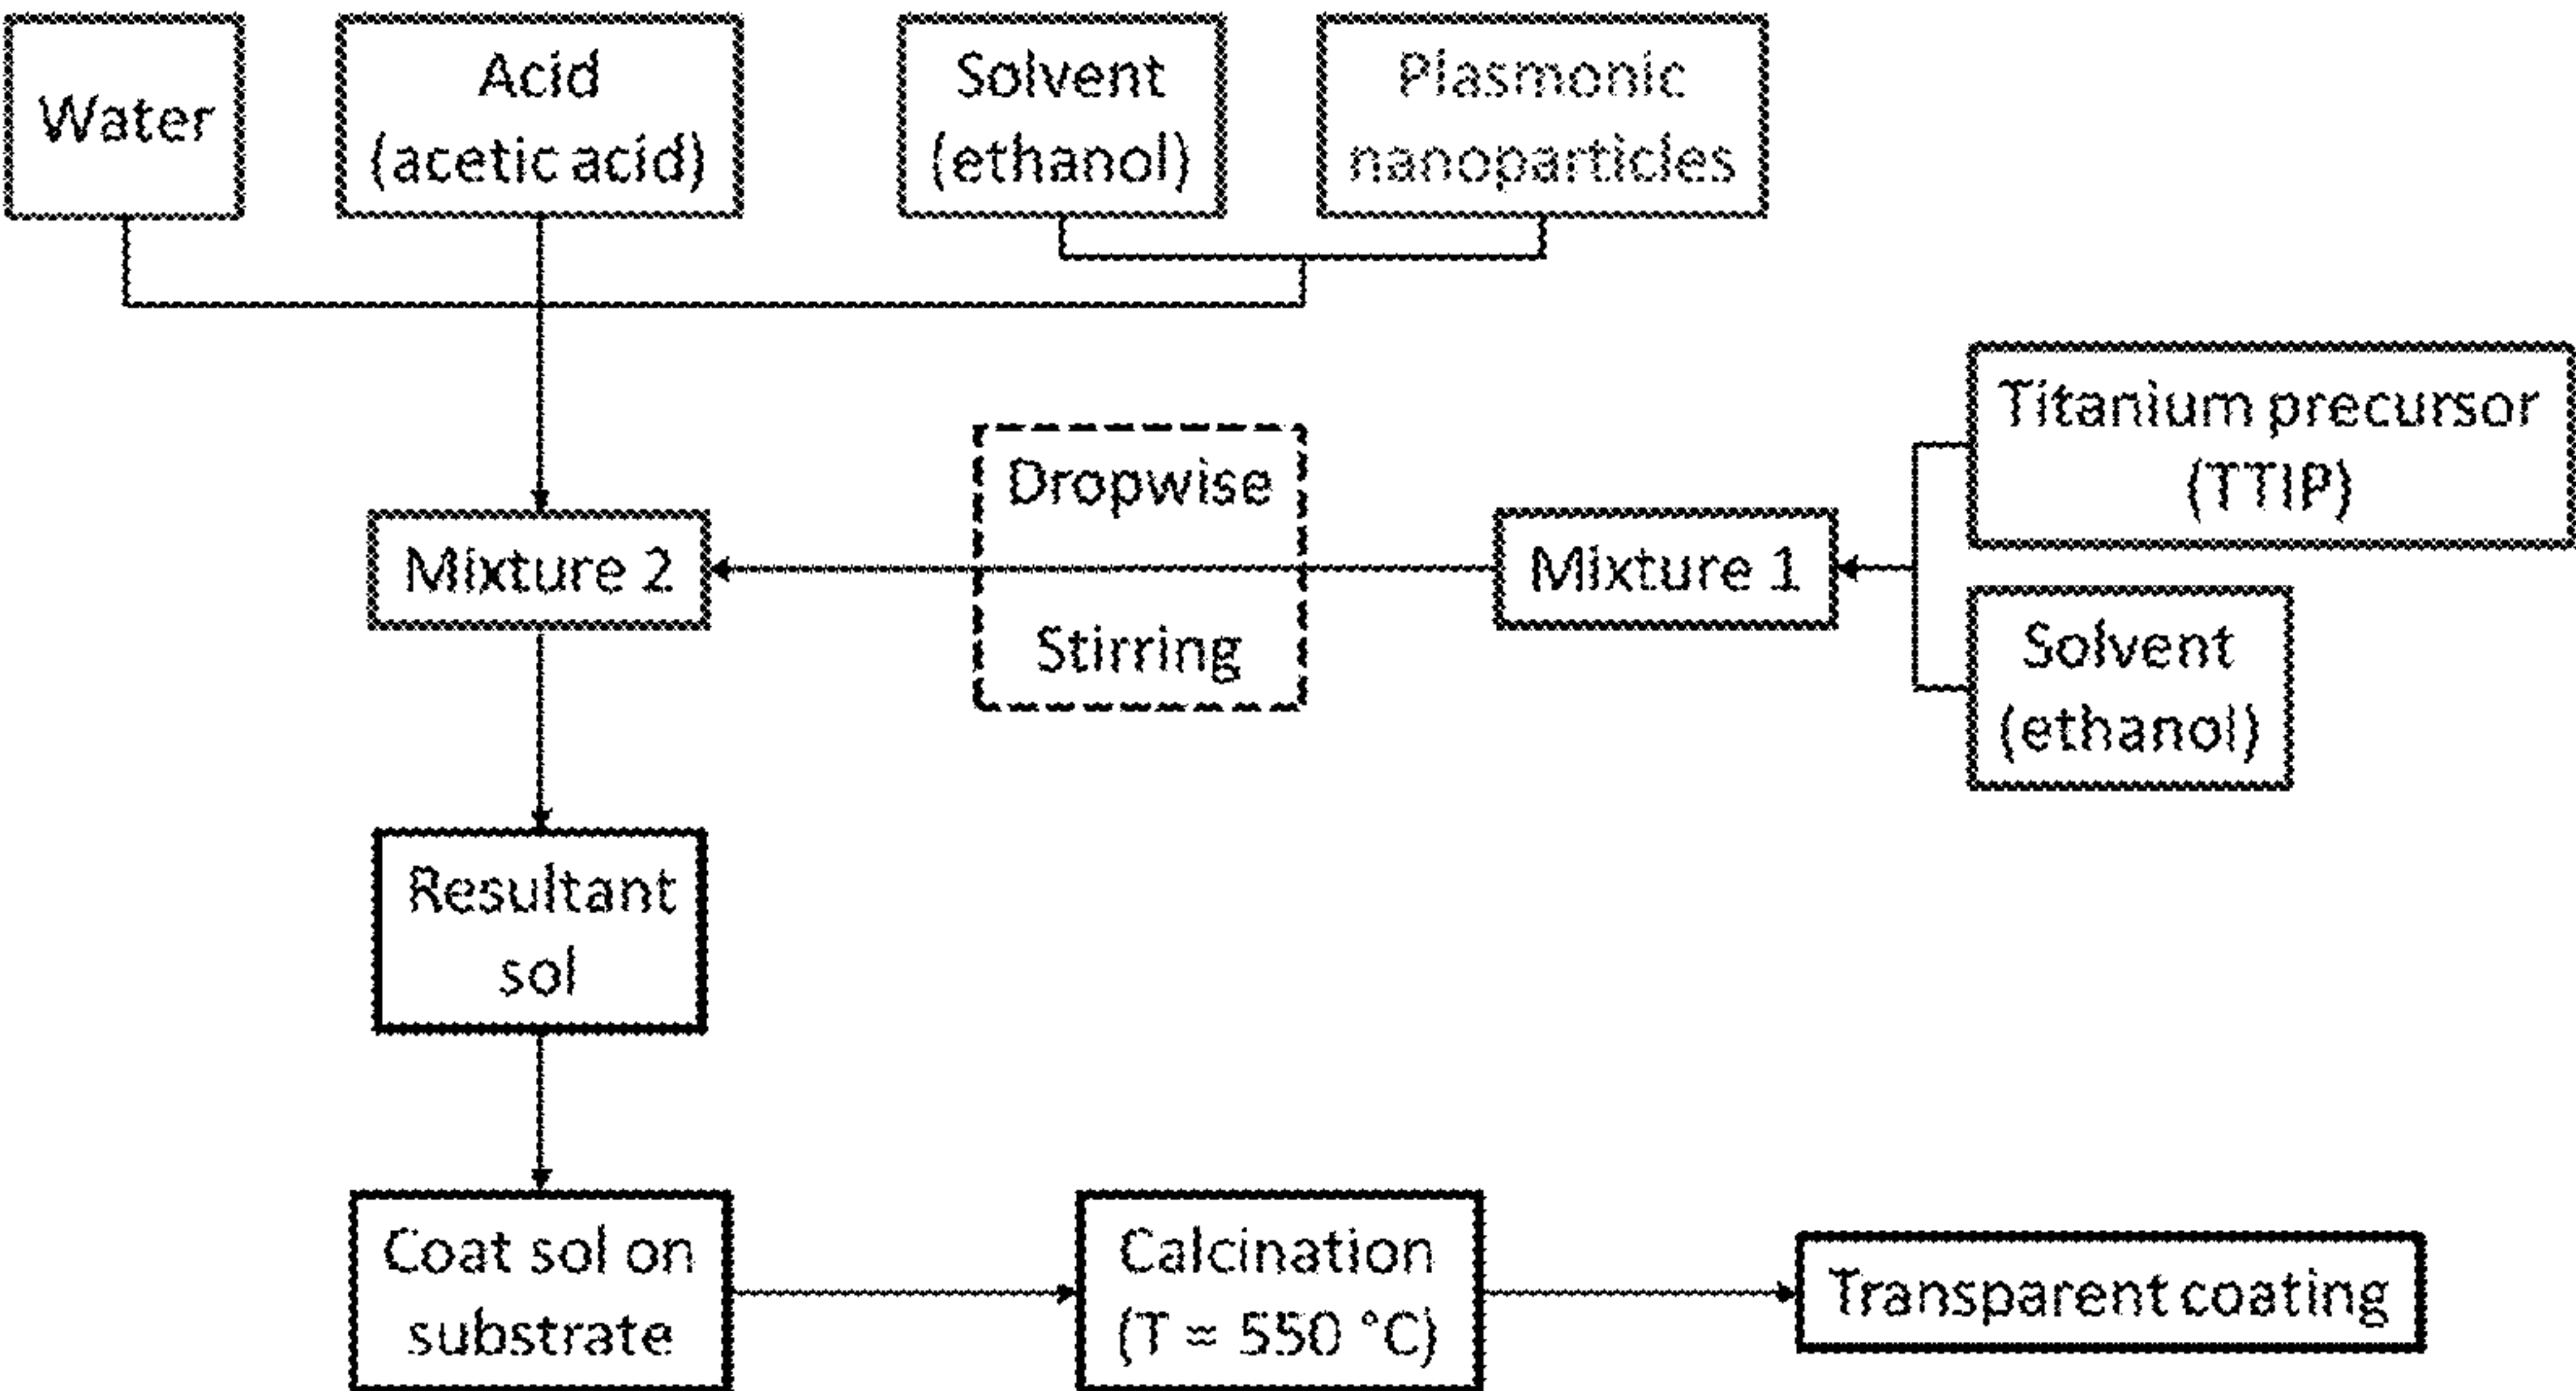 Water
Acid
(acetic acid)
Solvent
(ethanol)
Plasmonic
nanoparticles
Titanium precursor
(TTIP)
Dropwise
Stirring
Mixture 2
Mixture 1
Solvent
(ethanol)
Resultant
sol
Coat sol on
substrate
Calcination
(T = 550 °C)
Transparent coating